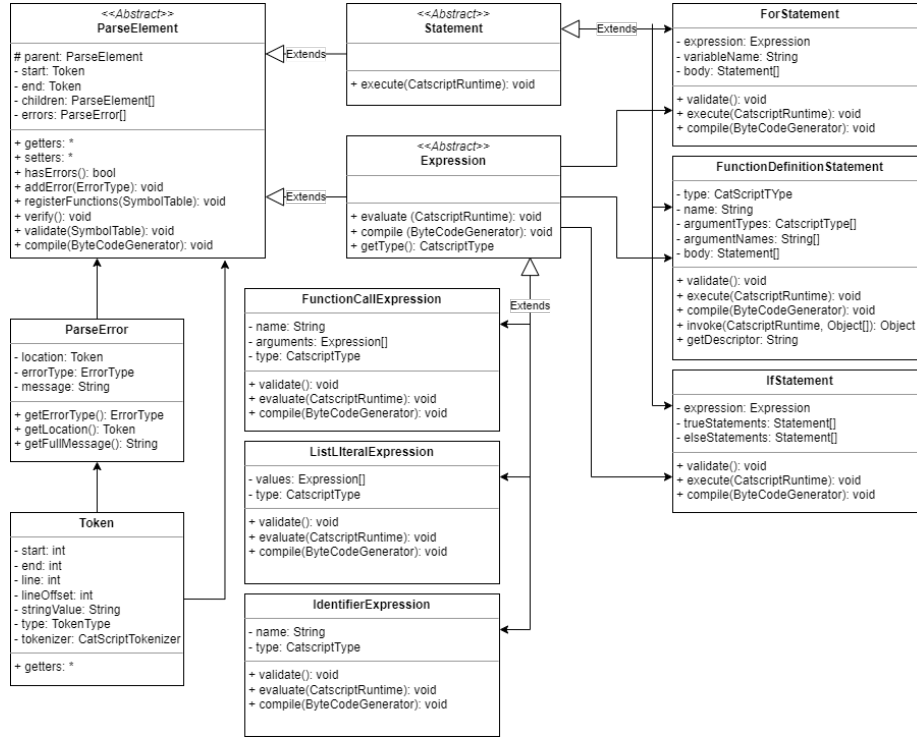 <<Abstract>>
ParseElement
# parent: ParseElement
- start: Token
- end: Token
- children: ParseElement[]
- errors: ParseError[]
+ getters: *
+ setters: *
+ hasErrors(): bool
+ addError(ErrorType): void
+ registerFunctions(SymbolTable): void
+ verify(): void
+ validate(SymbolTable): void
+ compile(ByteCodeGenerator): void
Extends
<<Abstract>>
Statement
+ execute(CatscriptRuntime): void
Extends
ForStatement
- expression: Expression
- variableName: String
- body: Statement[]
+ validate(): void
+ execute(CatscriptRuntime): void
+ compile(ByteCodeGenerator): void
Extends
<<Abstract>>
Expression
+ evaluate (CatscriptRuntime): void
+ compile (ByteCodeGenerator): void
+ getType(): CatscriptType
Extends
FunctionDefinitionStatement
- type: CatScriptTYpe
- name: String
- argumentTypes: CatscriptType[]
- argumentNames: String[]
- body: Statement[]
+ validate(): void
+ execute(CatscriptRuntime): void
+ compile(ByteCodeGenerator): void
+ invoke(CatscriptRuntime, Object[]): Object
+ getDescriptor: String
ParseError
- location: Token
- errorType: ErrorType
- message: String
+ getErrorType(): ErrorType
+ getLocation(): Token
+ getFullMessage(): String
FunctionCallExpression
- name: String
- arguments: Expression[]
- type: CatscriptType
+ validate(): void
+ evaluate(CatscriptRuntime): void
+ compile(ByteCodeGenerator): void
IfStatement
- expression: Expression
- trueStatements: Statement[]
- elseStatements: Statement[]
+ validate(): void
+ execute(CatscriptRuntime): void
+ compile(ByteCodeGenerator): void
ListLIteralExpression
- values: Expression[]
- type: CatscriptType
+ validate(): void
+ evaluate(CatscriptRuntime): void
+ compile(ByteCodeGenerator): void
Token
- start: int
- end: int
- line: int
- lineOffset: int
- stringValue: String
- type: TokenType
- tokenizer: CatScriptTokenizer
+ getters: *
IdentifierExpression
- name: String
- type: CatscriptType
+ validate(): void
+ evaluate(CatscriptRuntime): void
+ compile(ByteCodeGenerator): void